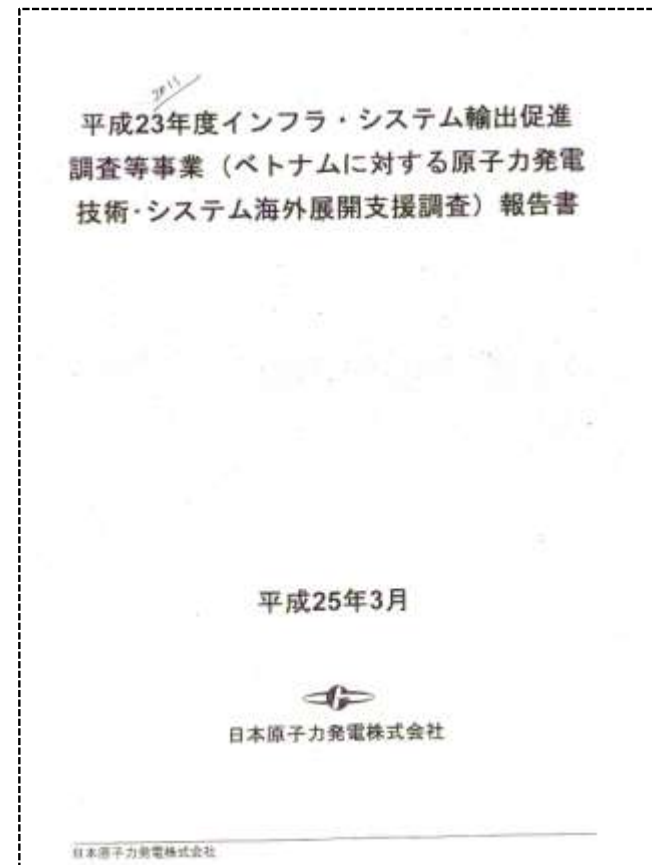 2011
平成23年度インフラ・システム輸出促進
調査等事業（ベトナムに対する原子力発電
技術･システム海外展開支援調査）報告書
平成25年3月
日本原子力発電株式会社
日本原子力発電株式会社